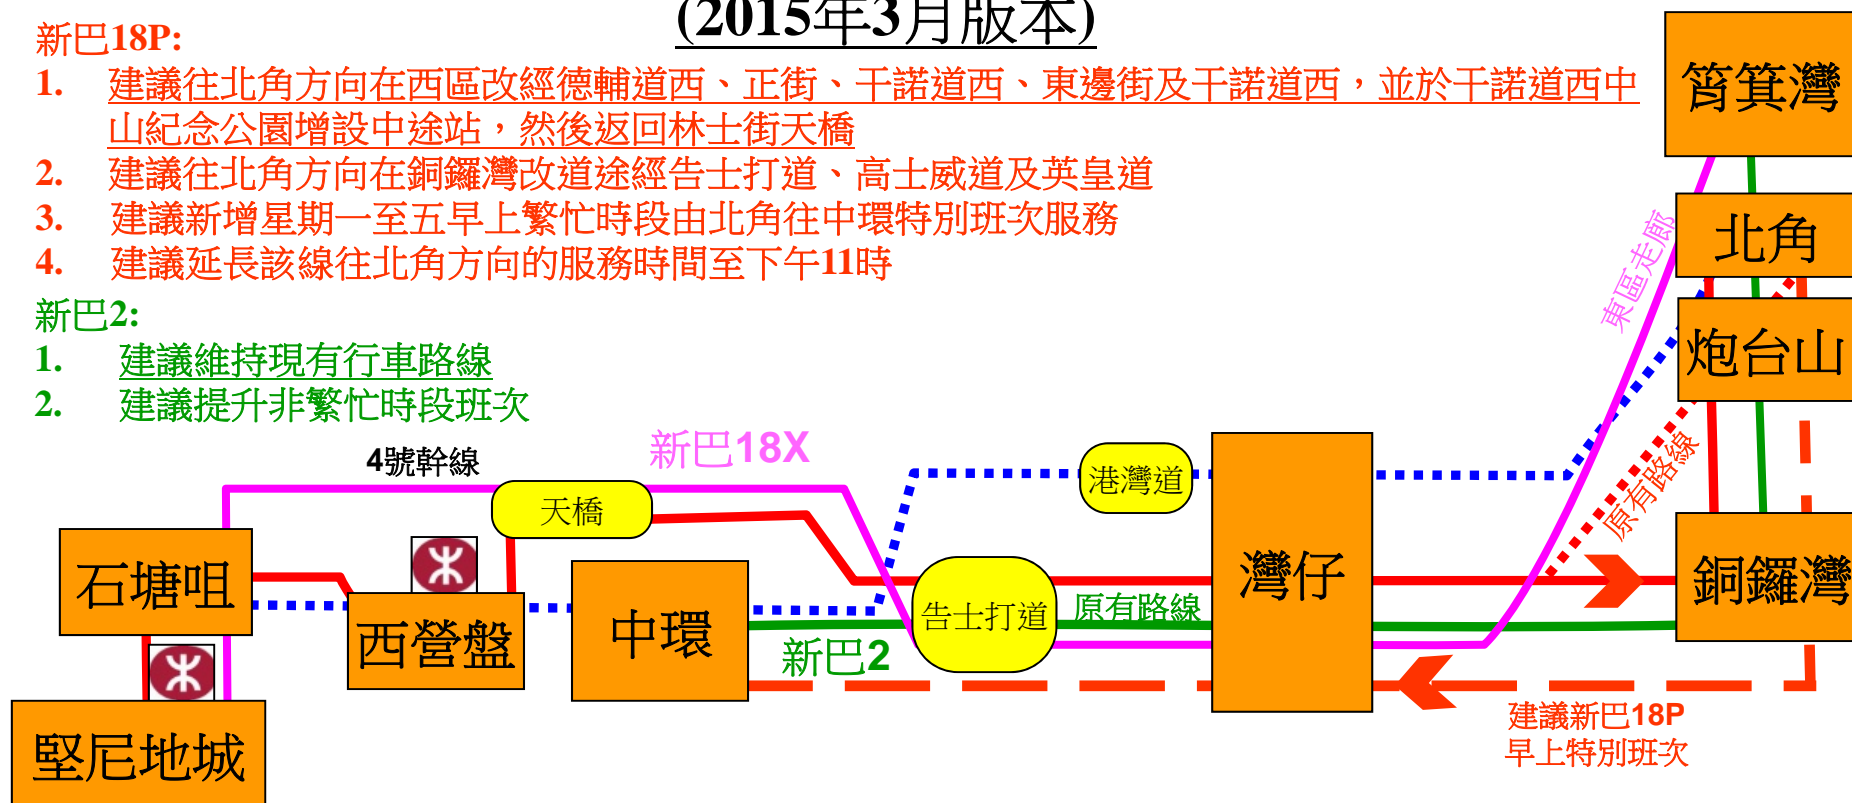 (2015年3月版本)
新巴18P:
1. 建議往北角方向在西區改經德輔道西、正街、干諾道西、東邊街及干諾道西，並於干諾道西中
山紀念公園增設中途站，然後返回林士街天橋
2. 建議往北角方向在銅鑼灣改道途經告士打道、高士威道及英皇道
3. 建議新增星期一至五早上繁忙時段由北角往中環特別班次服務
4. 建議延長該線往北角方向的服務時間至下午11時
新巴2:
1. 建議維持現有行車路線
2. 建議提升非繁忙時段班次
筲箕灣
北角
東區走廊
炮台山
4號幹線
新巴18X
天橋
港灣道
原有路線
石塘咀
西營盤
中環
告士打道
原有路線
灣仔
銅鑼灣
新巴2
堅尼地城
建議新巴18P
早上特別班次